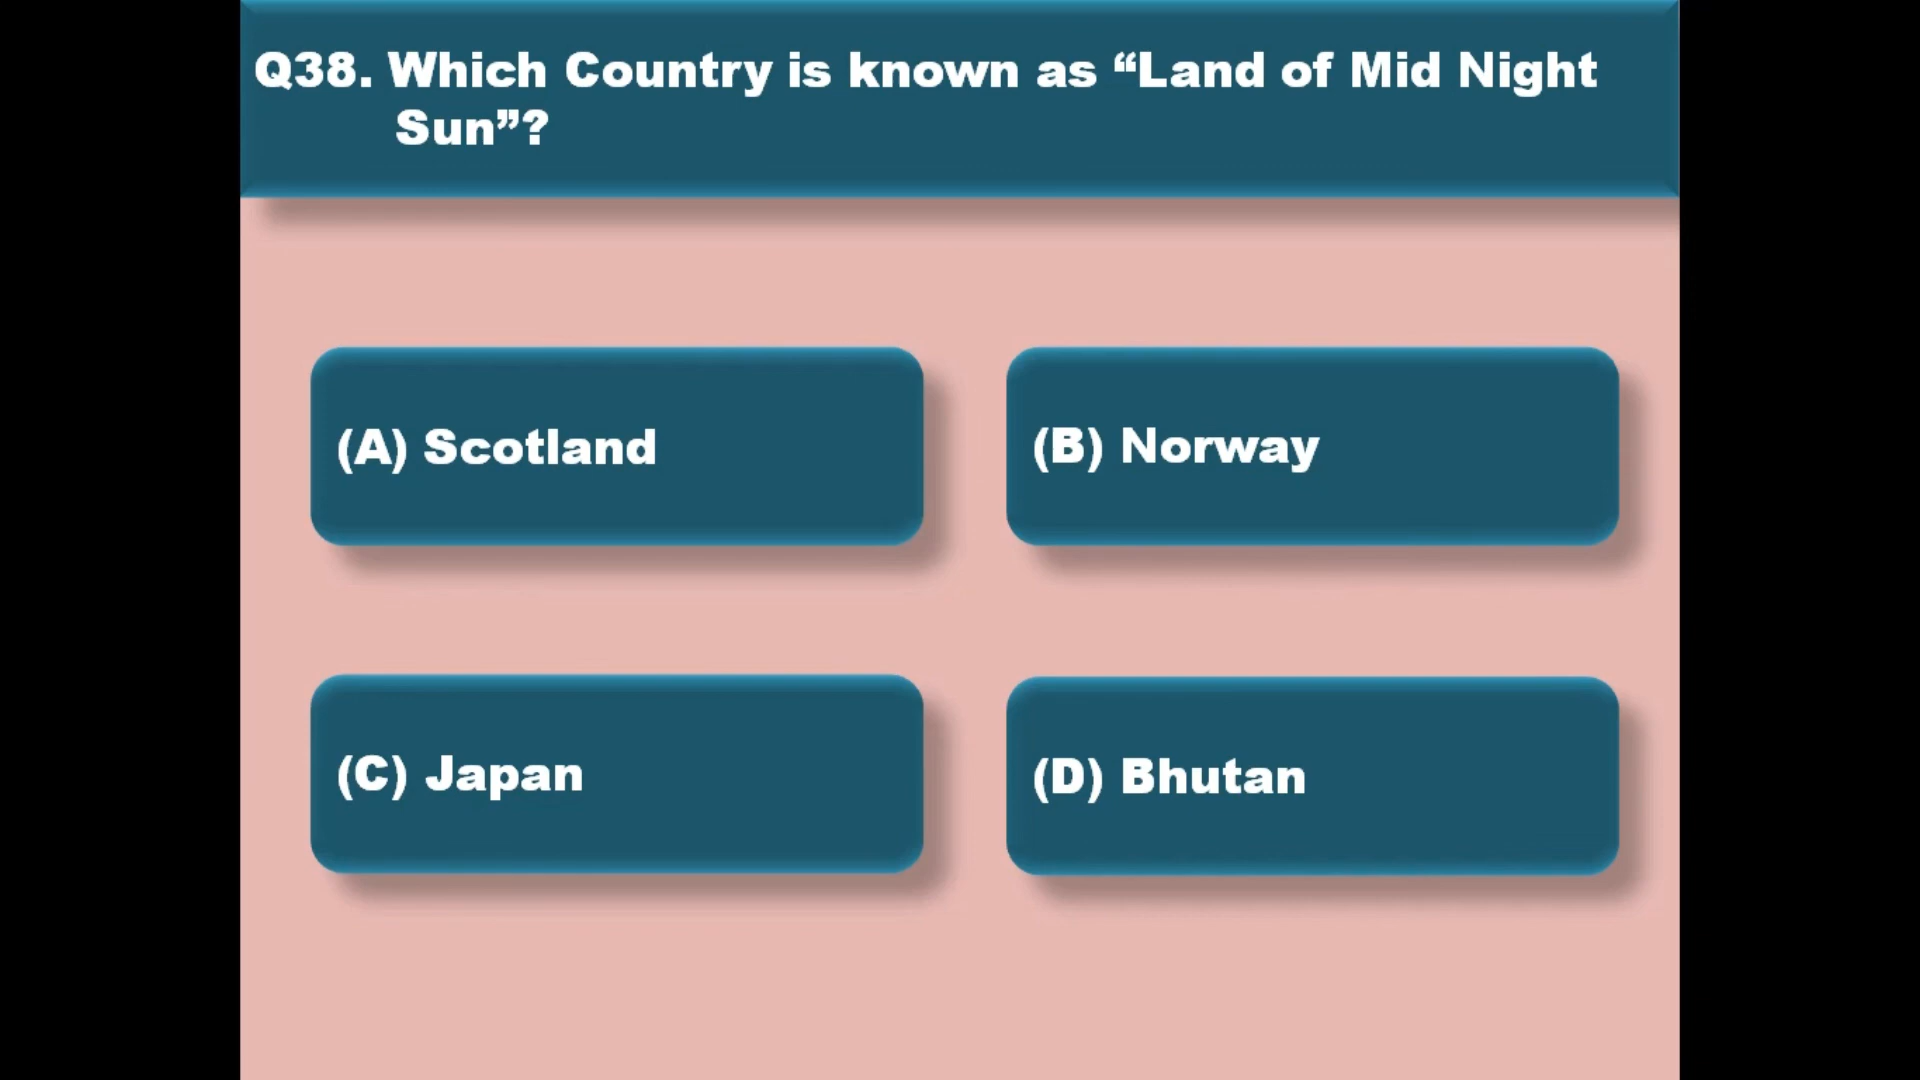 Q38. Which Country is known as “Land of Mid Night
Sun”?
(A) Scotland
(B) Norway
(C) Japan
(D) Bhutan